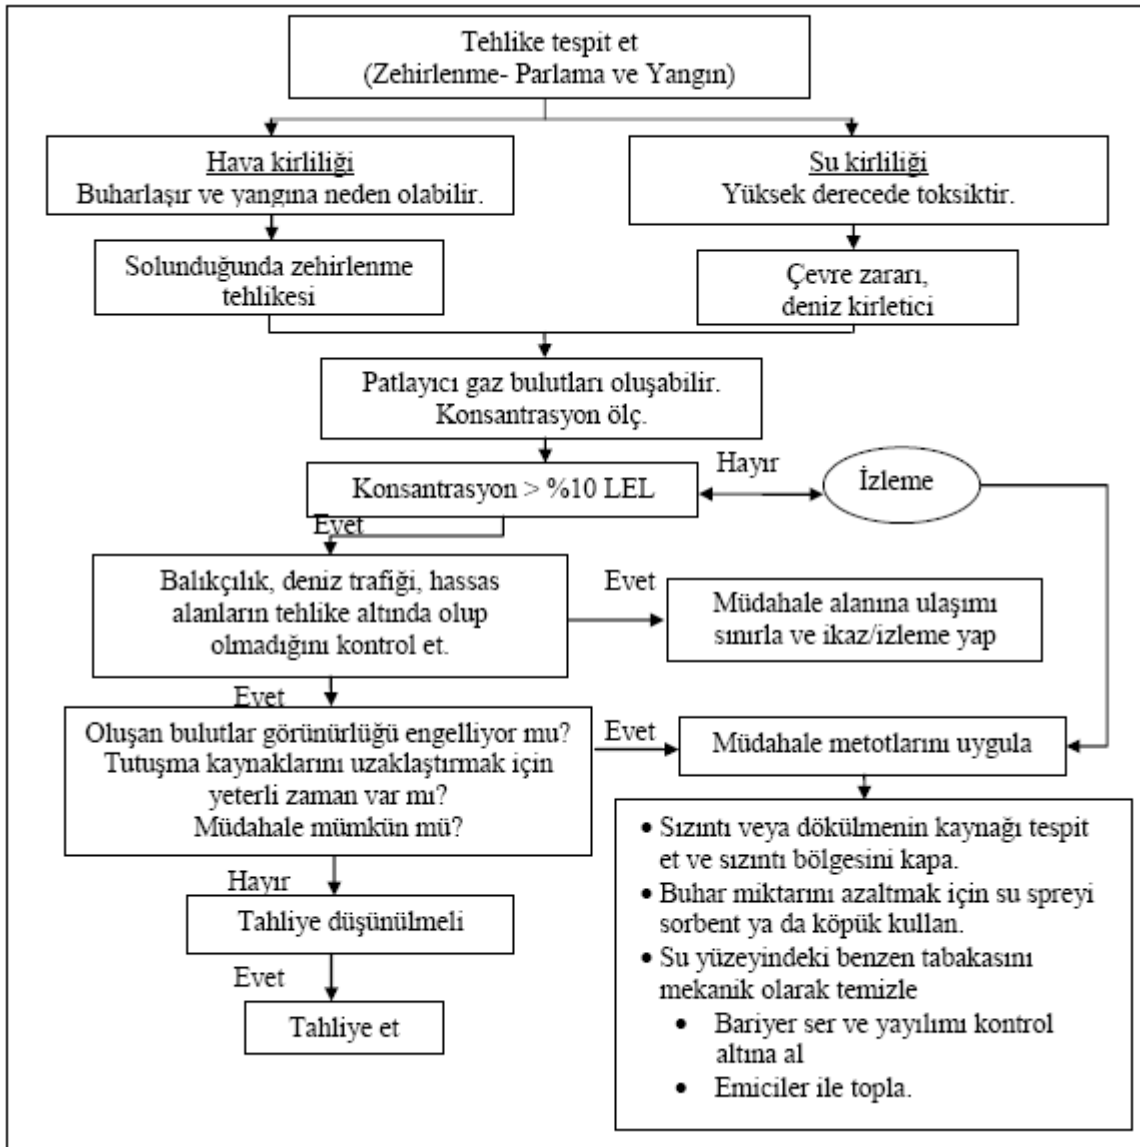 Tehlike tespit et
(Zehirlenme- Parlama ve Yangın)
Hava kirliliği
Buharlaşır ve yangına neden olabilir.
Su kirliliği
Yüksek derecede toksiktir.
Solunduğunda zehirlenme
tehlikesi
Çevre zararı,
deniz kirletici
Patlayıcı gaz bulutları oluşabilir.
Konsantrasyon ölç.
Konsantrasyon > %10 LEL
Hayır
İzleme
Evet
Balıkçılık, deniz trafiği, hassas
alanların tehlike altında olup
olmadığını kontrol et.
Evet
Müdahale alanına ulaşımı
sınırla ve ikaz/izleme yap
Evet
Oluşan bulutlar görünürlüğü engelliyor mu?
Tutuşma kaynaklarını uzaklaştırmak için
yeterli zaman var mı?
Müdahale mümkün mü?
Evet
Müdahale metotlarını uygula
Hayır
Tahliye düşünülmeli
Evet
Tahliye et
• Sızıntı veya dökülmenin kaynağı tespit
et ve sızıntı bölgesini kapa.
• Buhar miktarını azaltmak için su spreyi
sorbent ya da köpük kullan.
• Su yüzeyindeki benzen tabakasını
mekanik olarak temizle
• Bariyer ser ve yayılımı kontrol
altına al
• Emiciler ile topla.